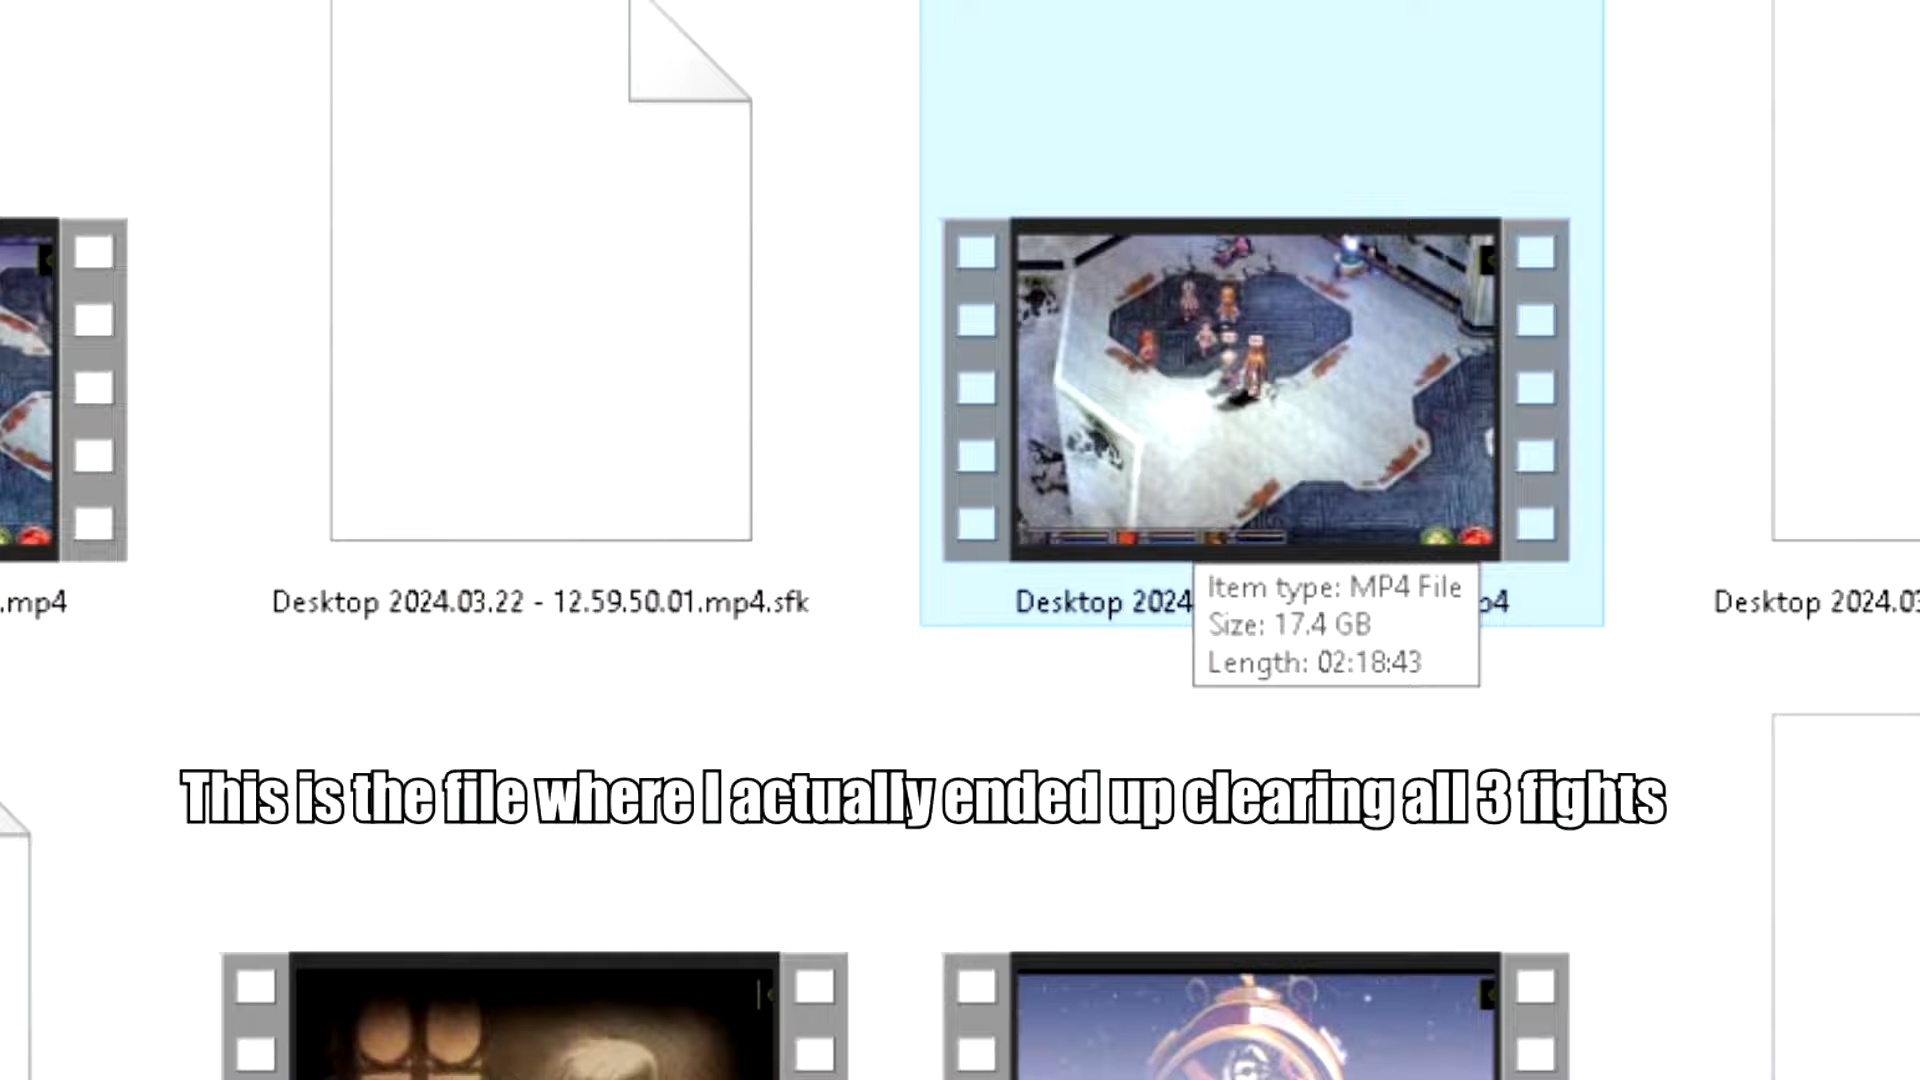 .mp4
Desktop 2024.03.22 - 12.59.50.01.mp4.sfk
Desktop 2024
Item type: MP4 File
Size: 17.4 GB
Length: 02:18:43
Desktop 2024.03
This is the file where I actually ended up clearing all 3 fights